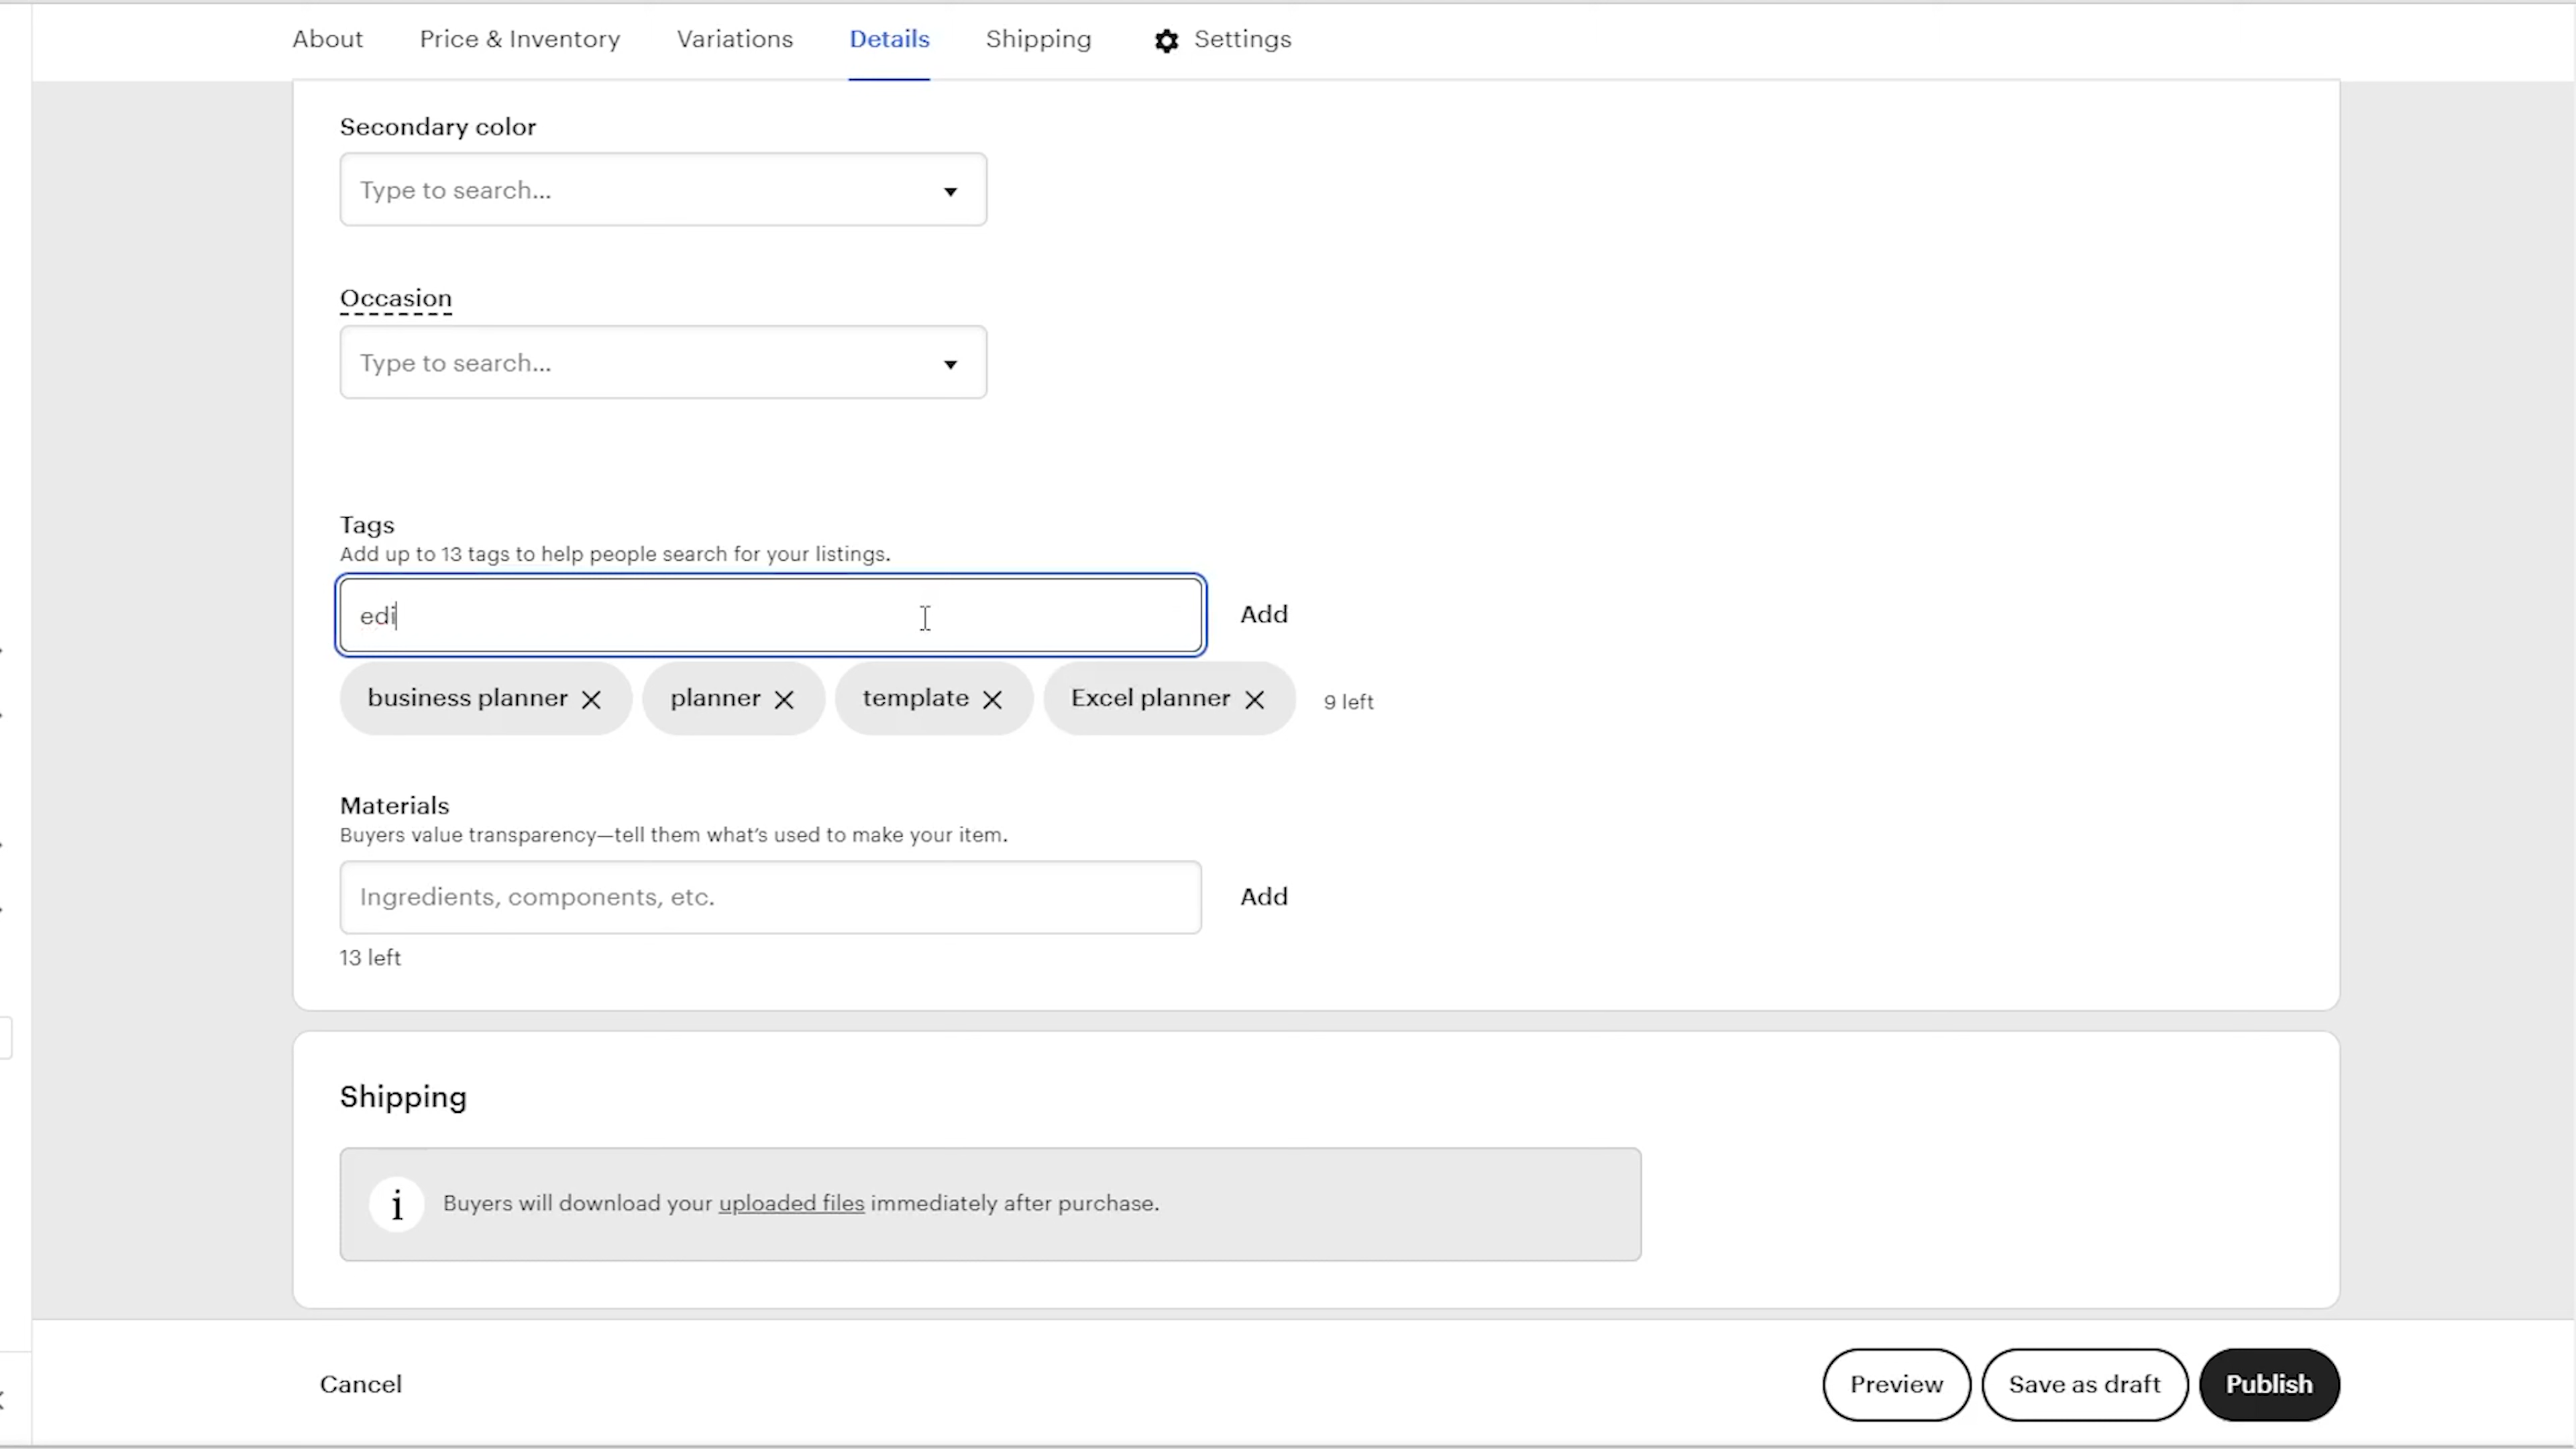 About Price & Inventory Variations Details Shipping Settings
Secondary color
Type to search...
Occasion
Type to search...
Tags
Add up to 13 tags to help people search for your listings.
edi Add
business planner planner template Excel planner 9 left
Materials
Buyers value transparency—tell them what's used to make your item.
Ingredients, components, etc. Add
13 left
Shipping
i Buyers will download your uploaded files immediately after purchase.
Cancel Preview Save as draft Publish